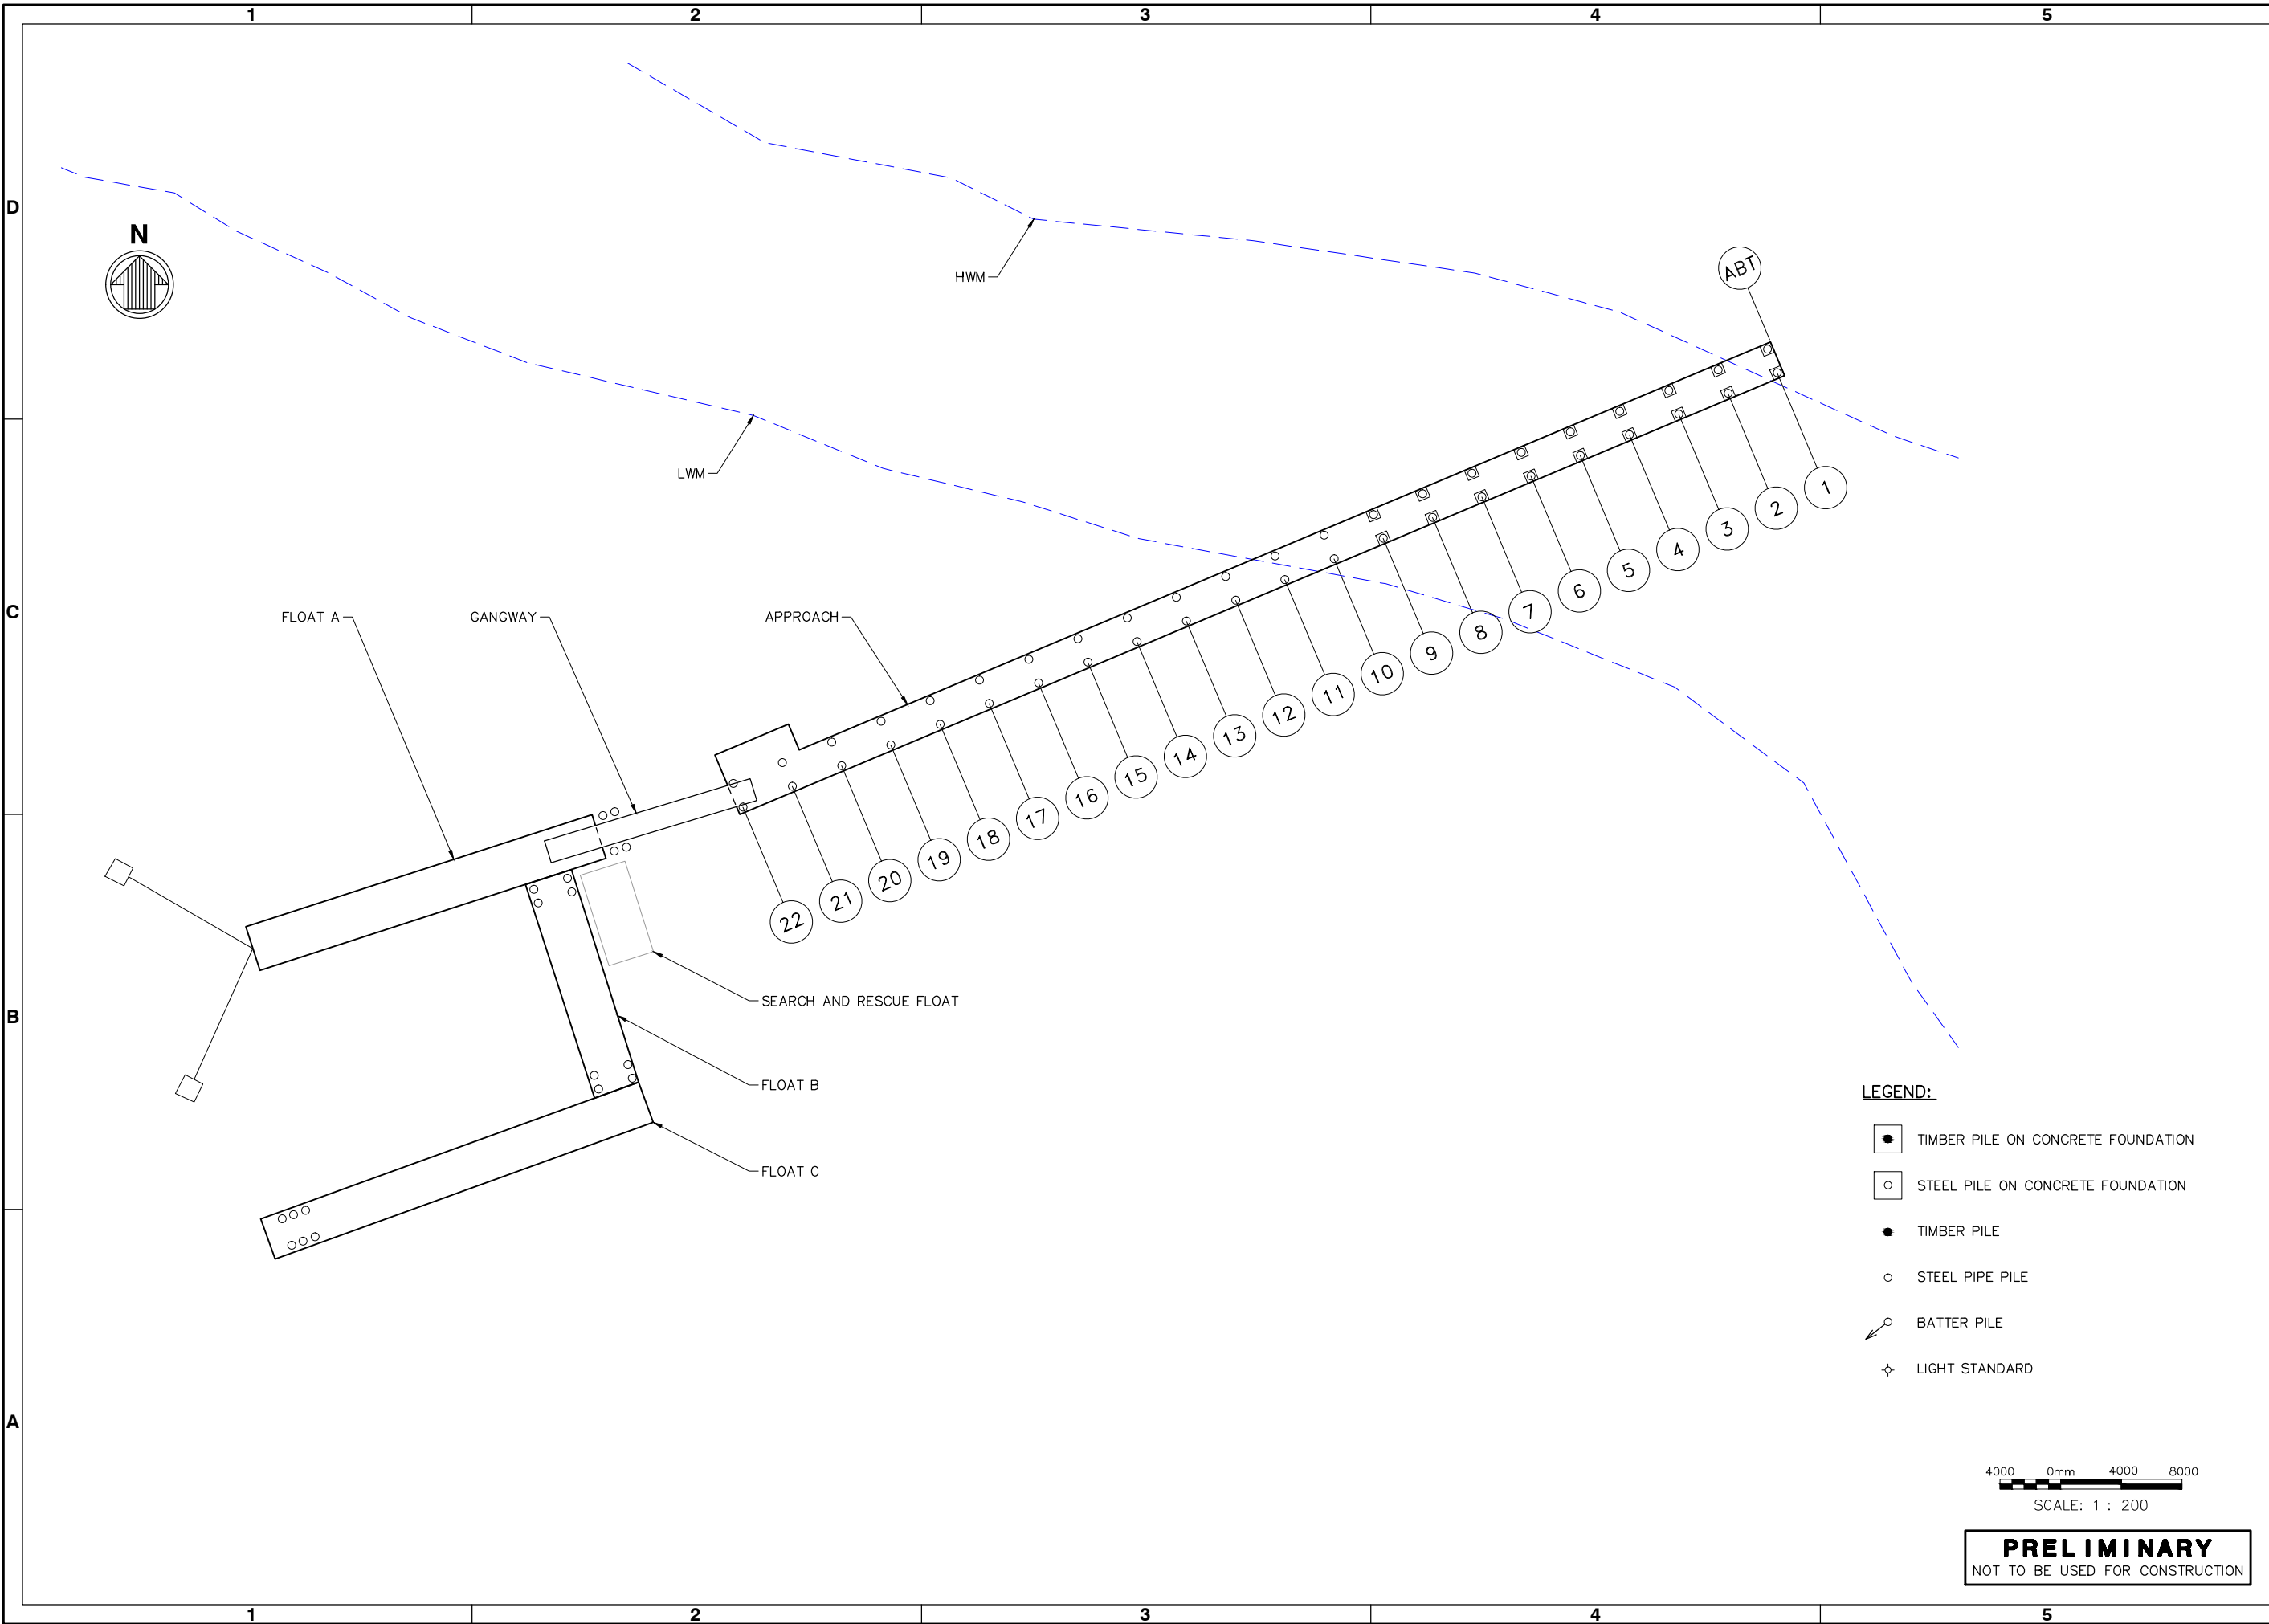 1 2 3 4 5
D
N
HWM
ABT
LWM
1
2
3
4
5
6
7
8
9
10
11
12
13
14
15
16
17
18
19
20
21
22
C
FLOAT A
GANGWAY
APPROACH
B
SEARCH AND RESCUE FLOAT
FLOAT B
FLOAT C
LEGEND:
TIMBER PILE ON CONCRETE FOUNDATION
STEEL PILE ON CONCRETE FOUNDATION
TIMBER PILE
STEEL PIPE PILE
BATTER PILE
LIGHT STANDARD
A
4000 0mm 4000 8000
SCALE: 1 : 200
PRELIMINARY
NOT TO BE USED FOR CONSTRUCTION
1 2 3 4 5